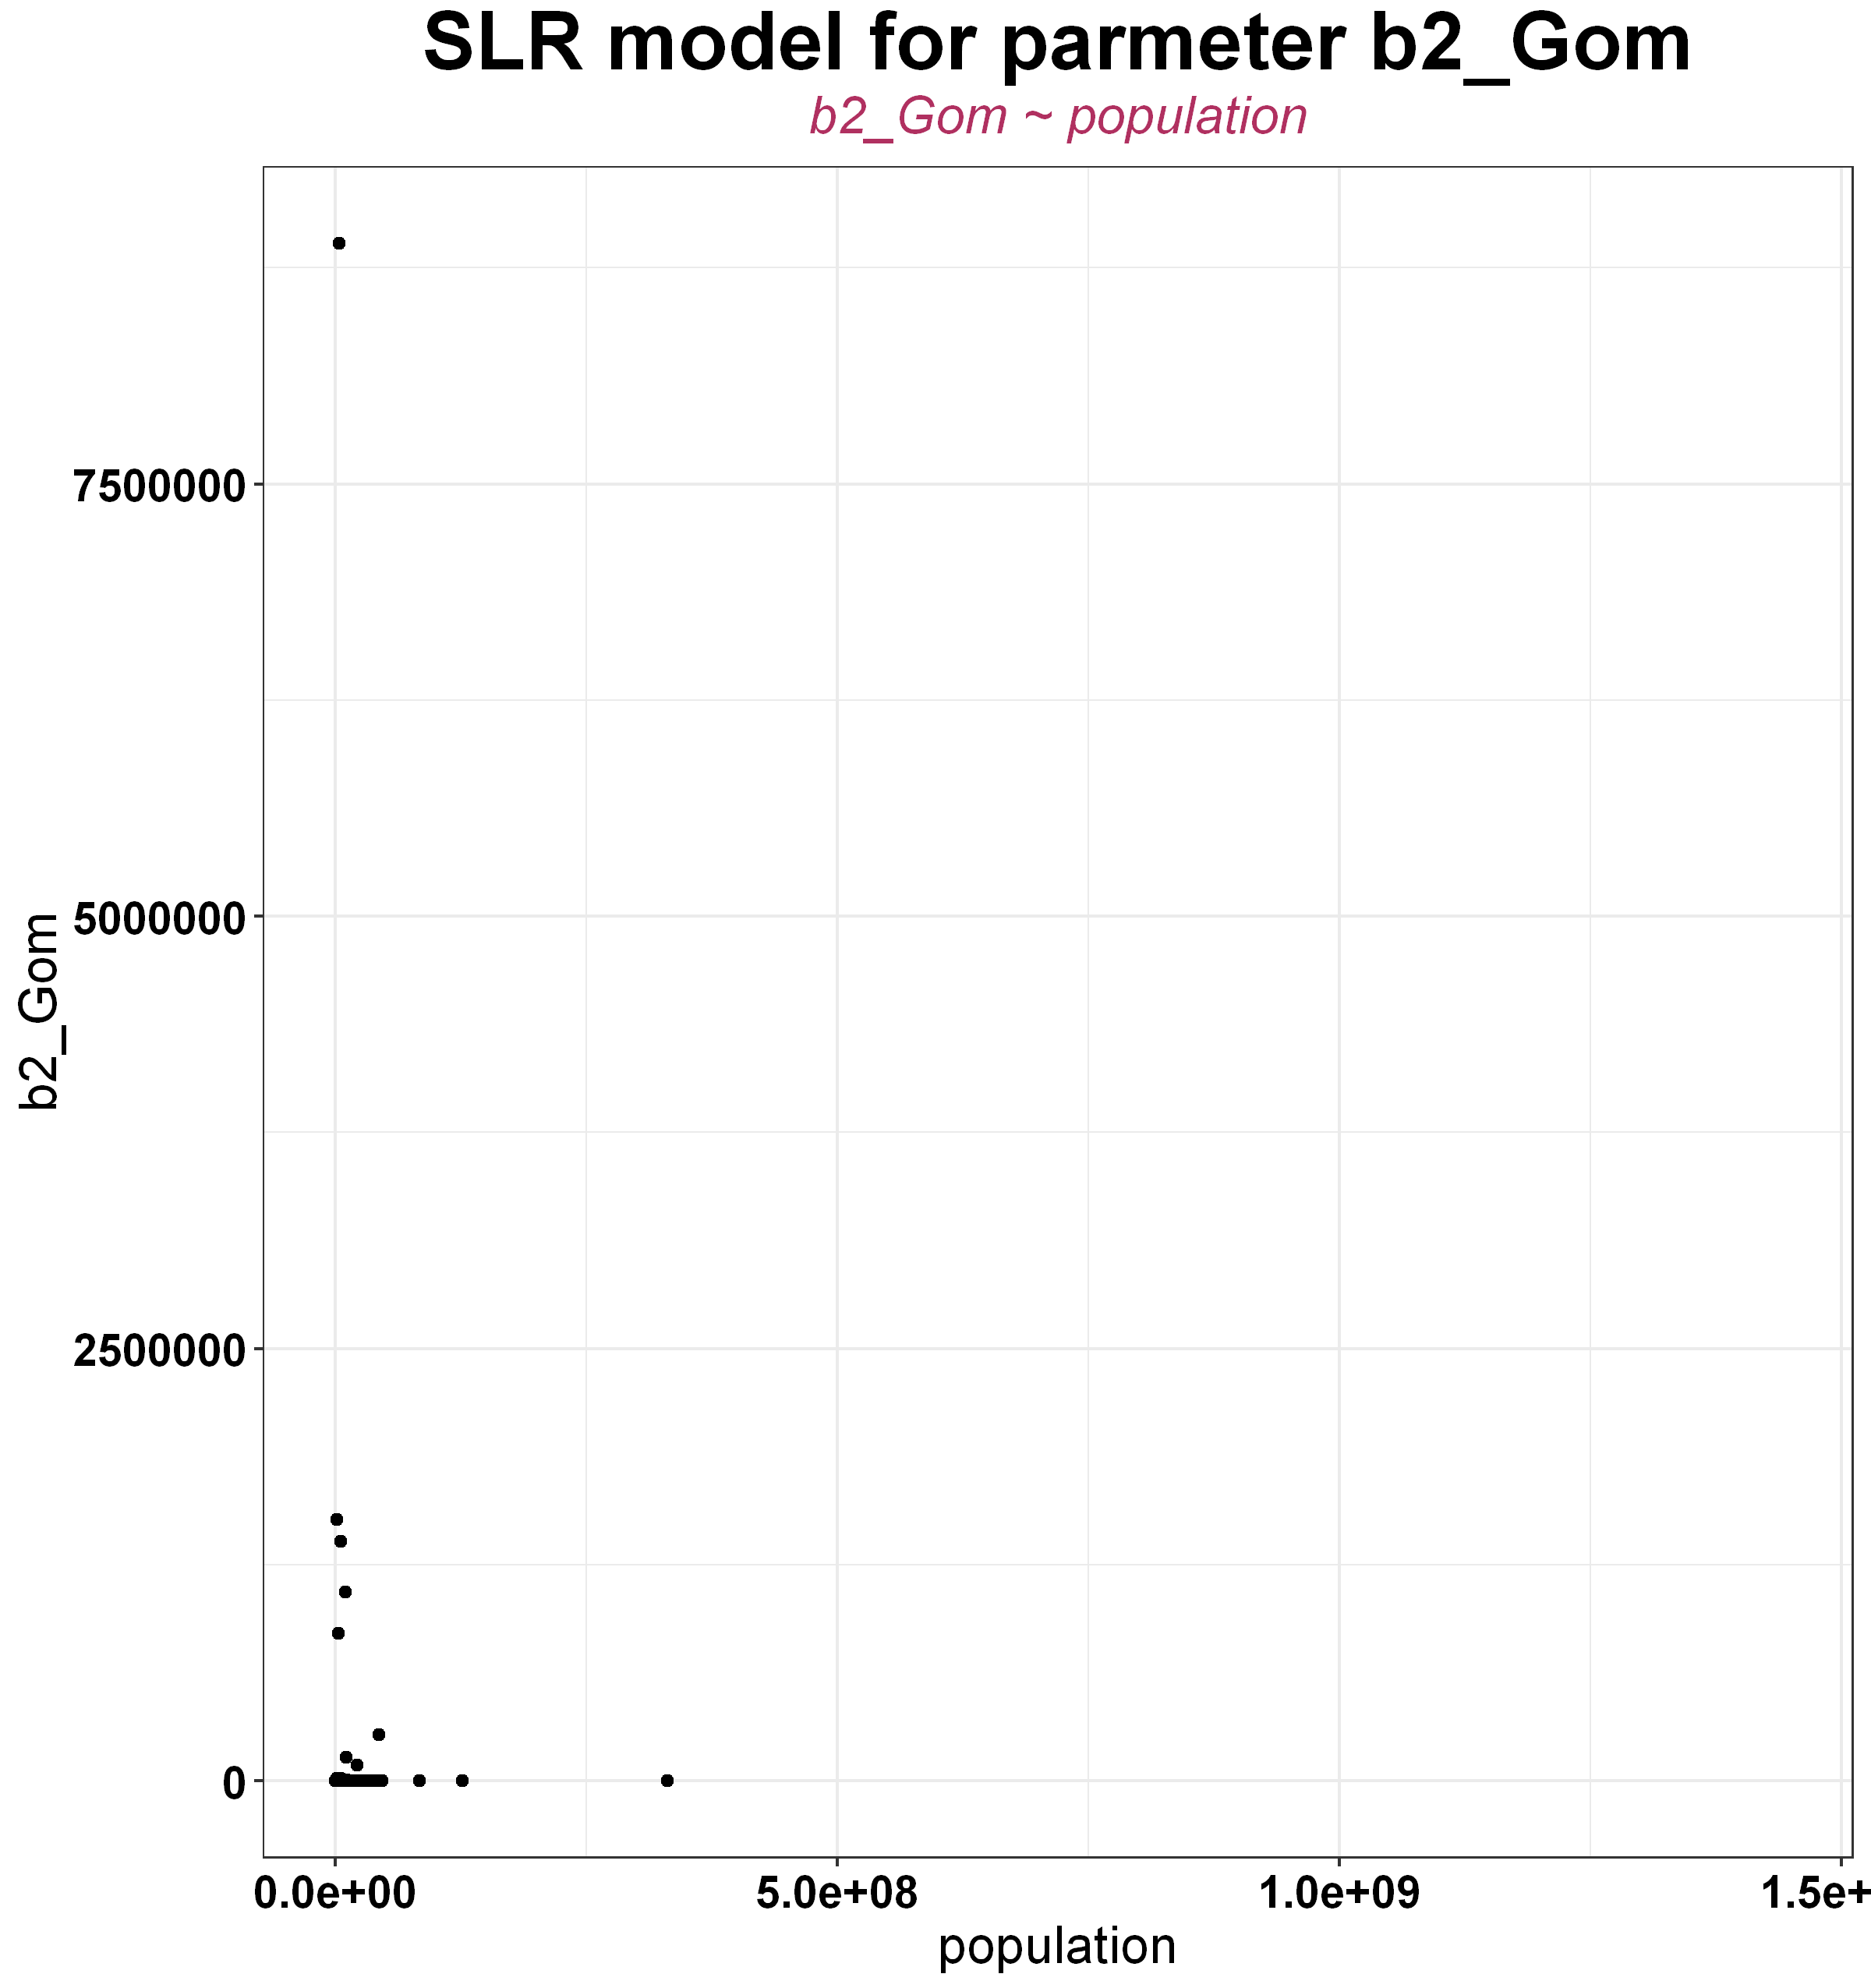 SLR model for parmeter b2_Gom
b2_Gom ~ population
7500000
5000000
2500000
0
b2_Gom
0.0e+00
5.0e+08
1.0e+09
1.5e+
population